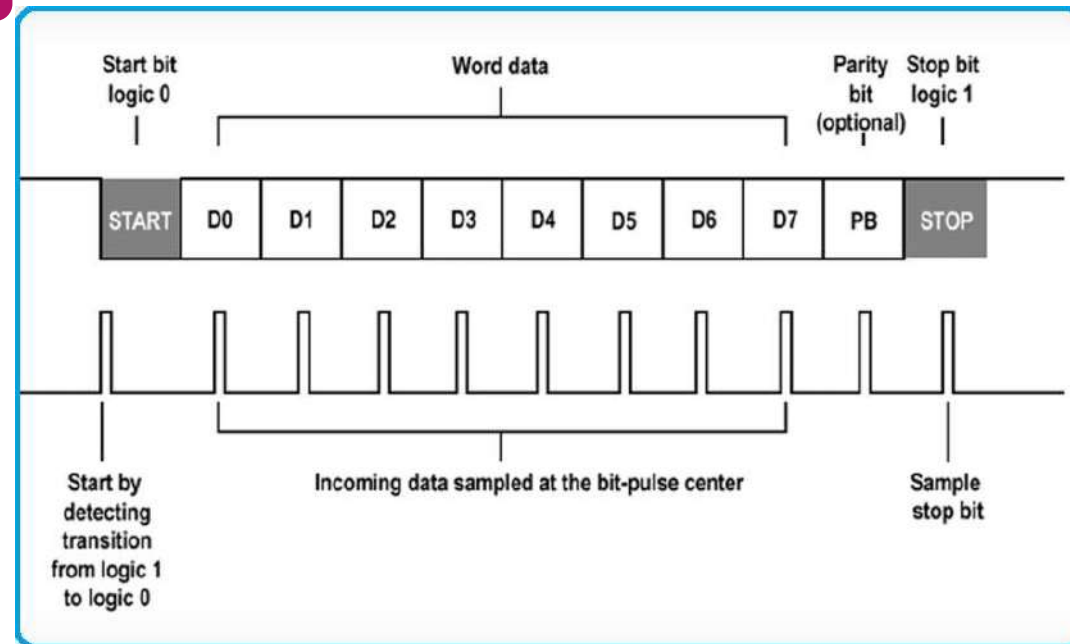 Start bit
logic 0
Word data
Parity
bit
(optional)
Stop bit
logic 1
START D0 D1 D2 D3 D4 D5 D6 D7 PB STOP
Start by
detecting
transition
from logic 1
to logic 0
Incoming data sampled at the bit-pulse center
Sample
stop bit